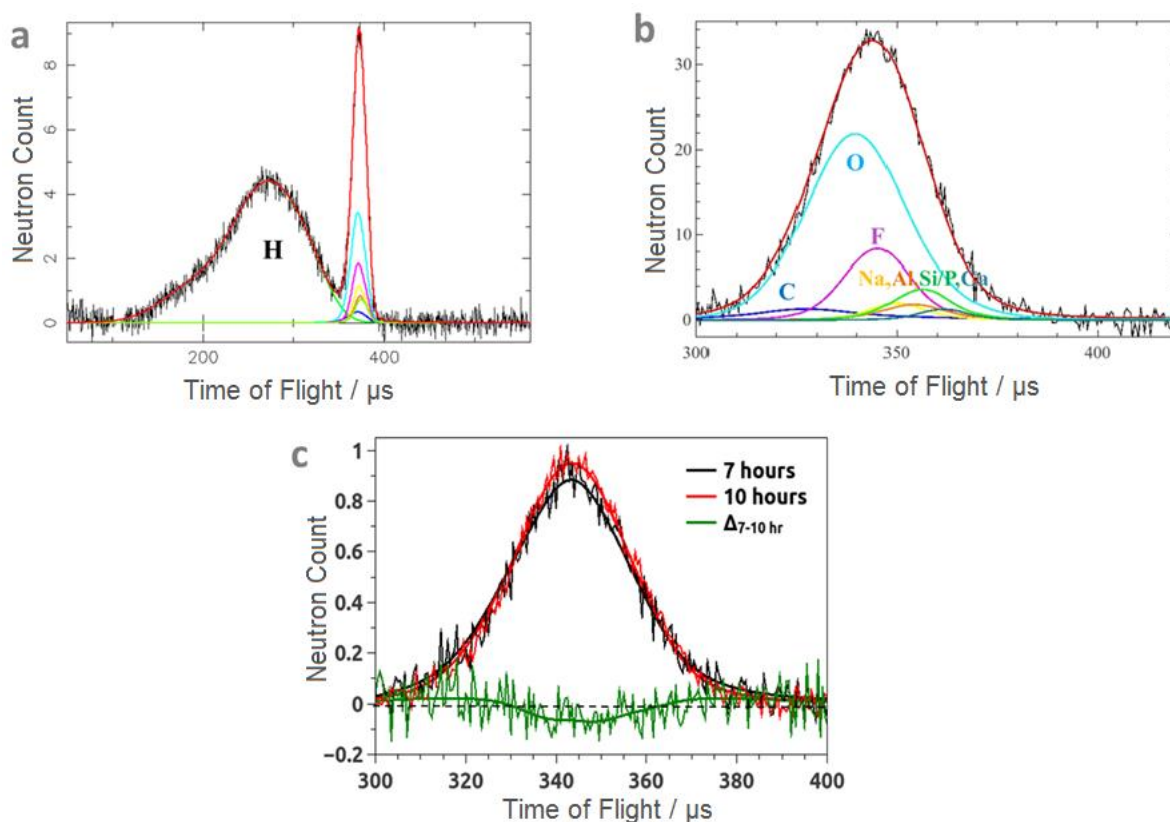 a
8
6
4
2
0
Neutron Count
H
200
400
Time of Flight / µs
b
30
20
10
0
Neutron Count
O
F
C
Na,Al,Si/P,Ca
300
350
400
Time of Flight / µs
c
1
0.8
0.6
0.4
0.2
0
−0.2
Neutron Count
7 hours
10 hours
Δ7-10 hr
300
320
340
360
380
400
Time of Flight / µs